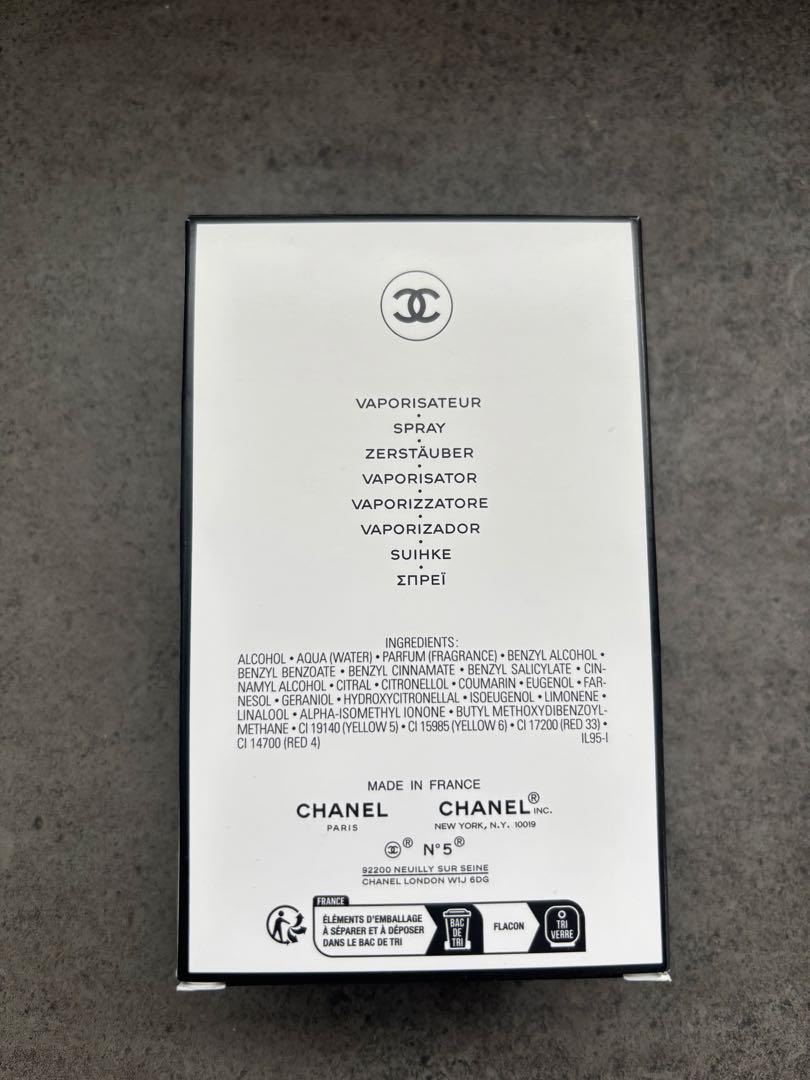 VAPORISATEUR
•
SPRAY
•
ZERSTÄUBER
•
VAPORISATOR
•
VAPORIZZATORE
•
VAPORIZADOR
•
SUIHKE
•
ΣΠΡΕΪ
INGREDIENTS:
ALCOHOL • AQUA (WATER) • PARFUM (FRAGRANCE) • BENZYL ALCOHOL •
BENZYL BENZOATE • BENZYL CINNAMATE • BENZYL SALICYLATE • CIN-
NAMYL ALCOHOL • CITRAL • CITRONELLOL • COUMARIN • EUGENOL • FAR-
NESOL • GERANIOL • HYDROXYCITRONELLAL • ISOEUGENOL • LIMONENE •
LINALOOL • ALPHA-ISOMETHYL IONONE • BUTYL METHOXYDIBENZOYL-
METHANE • CI 19140 (YELLOW 5) • CI 15985 (YELLOW 6) • CI 17200 (RED 33) •
CI 14700 (RED 4) IL95-I
MADE IN FRANCE
CHANEL CHANEL® INC.
PARIS NEW YORK, N.Y. 10019
® N°5®
92200 NEUILLY SUR SEINE
CHANEL LONDON W1J 6DG
FRANCE
ÉLÉMENTS D'EMBALLAGE
À SÉPARER ET À DÉPOSER
DANS LE BAC DE TRI
BAC
DE
TRI
FLACON
TRI
VERRE